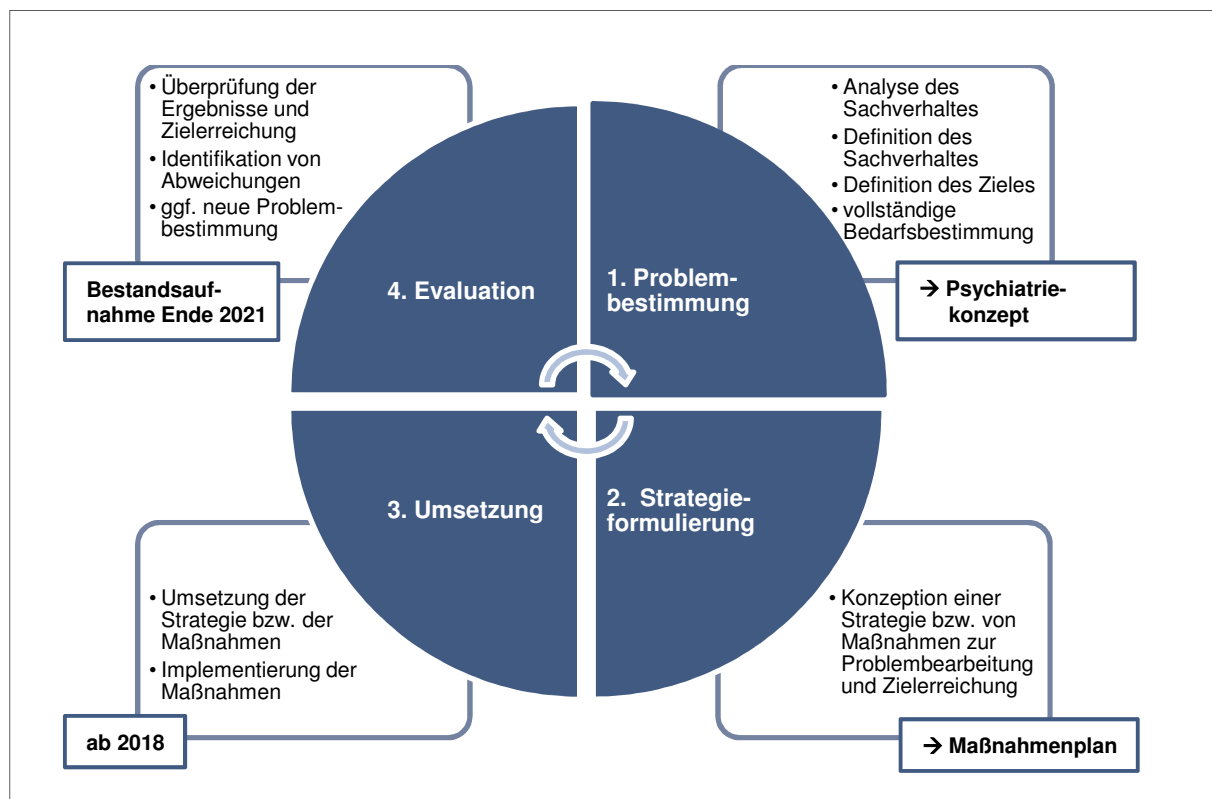 • Überprüfung der
Ergebnisse und
Zielerreichung
• Identifikation von
Abweichungen
• ggf. neue Problem-
bestimmung
Bestandsauf-
nahme Ende 2021
4. Evaluation
• Analyse des
Sachverhaltes
• Definition des
Sachverhaltes
• Definition des Zieles
• vollständige
Bedarfsbestimmung
1. Problem-
bestimmung
→ Psychiatrie-
konzept
3. Umsetzung
• Umsetzung der
Strategie bzw. der
Maßnahmen
• Implementierung der
Maßnahmen
ab 2018
2. Strategie-
formulierung
• Konzeption einer
Strategie bzw. von
Maßnahmen zur
Problembearbeitung
und Zielerreichung
→ Maßnahmenplan